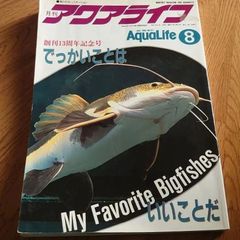 月刊
アクアライフ
AquaLife 8
創刊13周年記念号
でっかいことは
My Favorite Bigfishes
いいことだ